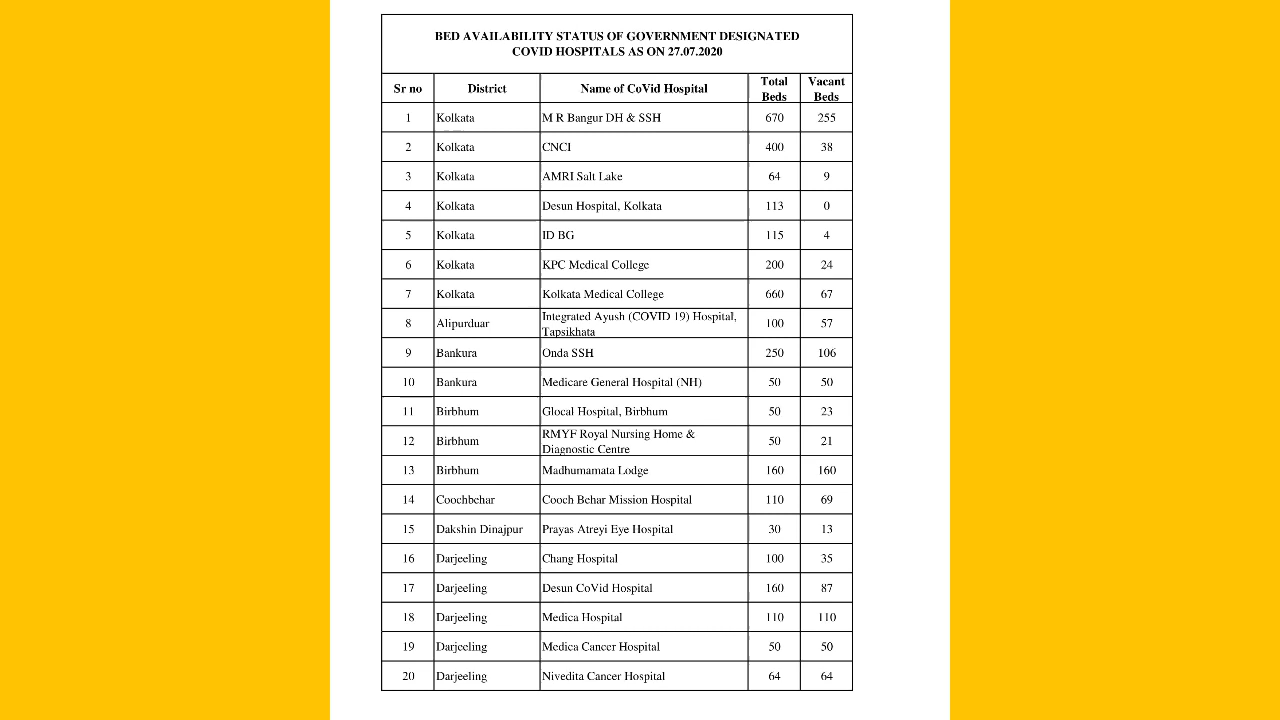 BED AVAILABILITY STATUS OF GOVERNMENT DESIGNATED
COVID HOSPITALS AS ON 27.07.2020
Sr no District Name of CoVid Hospital Total Beds Vacant Beds
1 Kolkata M R Bangur DH & SSH 670 255
2 Kolkata CNCI 400 38
3 Kolkata AMRI Salt Lake 64 9
4 Kolkata Desun Hospital, Kolkata 113 0
5 Kolkata ID BG 115 4
6 Kolkata KPC Medical College 200 24
7 Kolkata Kolkata Medical College 660 67
8 Alipurduar Integrated Ayush (COVID 19) Hospital, Tapsikhata 100 57
9 Bankura Onda SSH 250 106
10 Bankura Medicare General Hospital (NH) 50 50
11 Birbhum Glocal Hospital, Birbhum 50 23
12 Birbhum RMYF Royal Nursing Home & Diagnostic Centre 50 21
13 Birbhum Madhumamata Lodge 160 160
14 Coochbehar Cooch Behar Mission Hospital 110 69
15 Dakshin Dinajpur Prayas Atreyi Eye Hospital 30 13
16 Darjeeling Chang Hospital 100 35
17 Darjeeling Desun CoVid Hospital 160 87
18 Darjeeling Medica Hospital 110 110
19 Darjeeling Medica Cancer Hospital 50 50
20 Darjeeling Nivedita Cancer Hospital 64 64